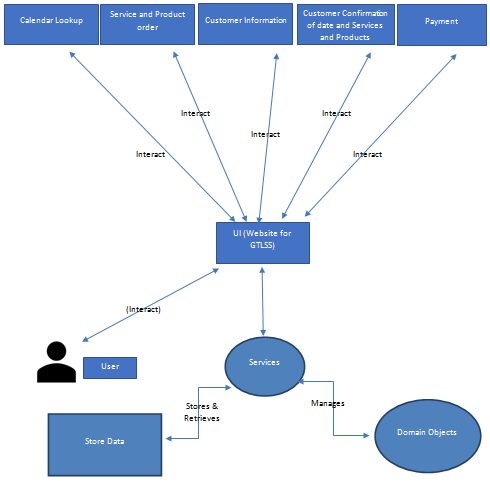 Calendar Lookup
Service and Product
order
Customer Information
Customer Confirmation
of date and Services
and Products
Payment
Interact
Interact
Interact
Interact
Interact
UI (Website for
GTLSS)
(Interact)
User
Services
Stores &
Retrieves
Manages
Store Data
Domain Objects